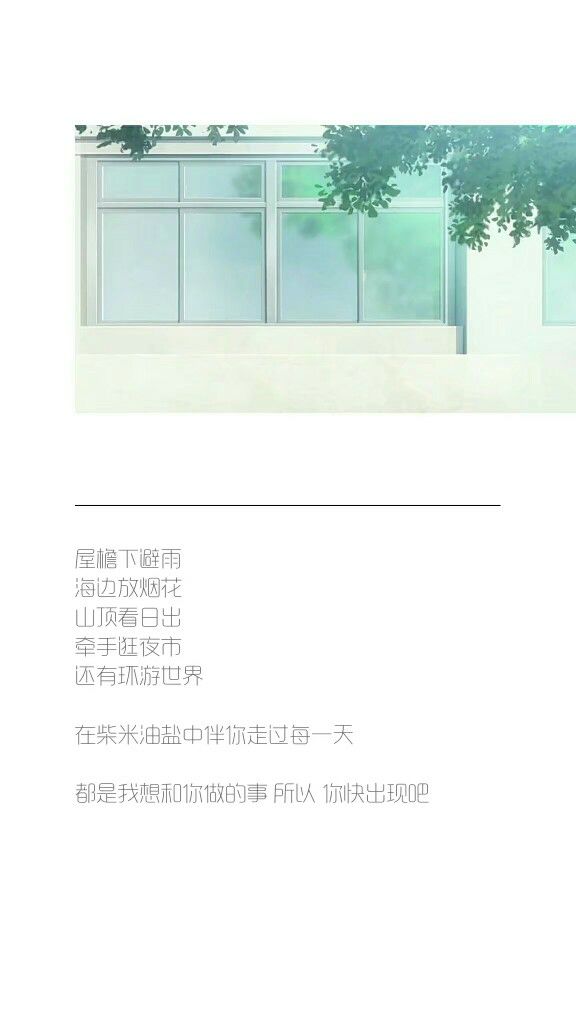 屋檐下避雨
海边放烟花
山顶看日出
牵手逛夜市
还有环游世界
在柴米油盐中伴你走过每一天
都是我想和你做的事 所以 你快出现吧